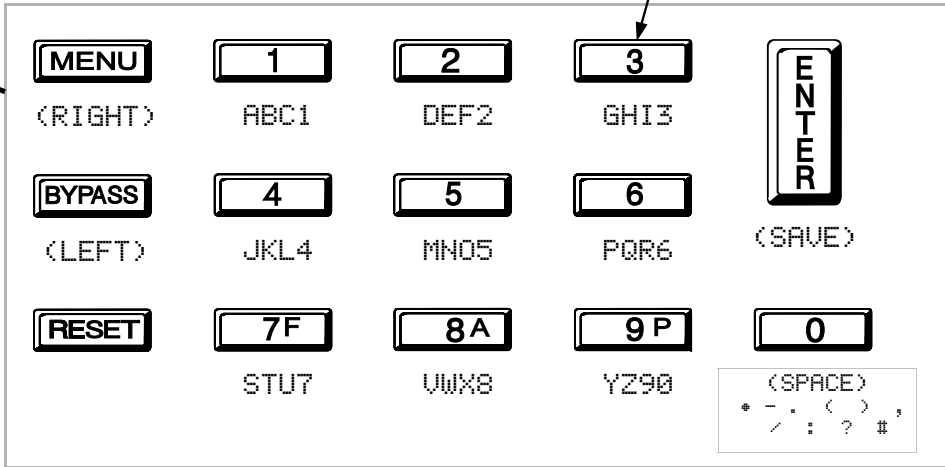 MENU 1 2 3 ENTER
(RIGHT) ABC1 DEF2 GHI3
BYPASS 4 5 6
(LEFT) JKL4 MNO5 PQR6 (SAVE)
RESET 7F 8A 9P 0
STU7 VWX8 YZ90 (SPACE)
* - . ( ) ,
/ : ? #